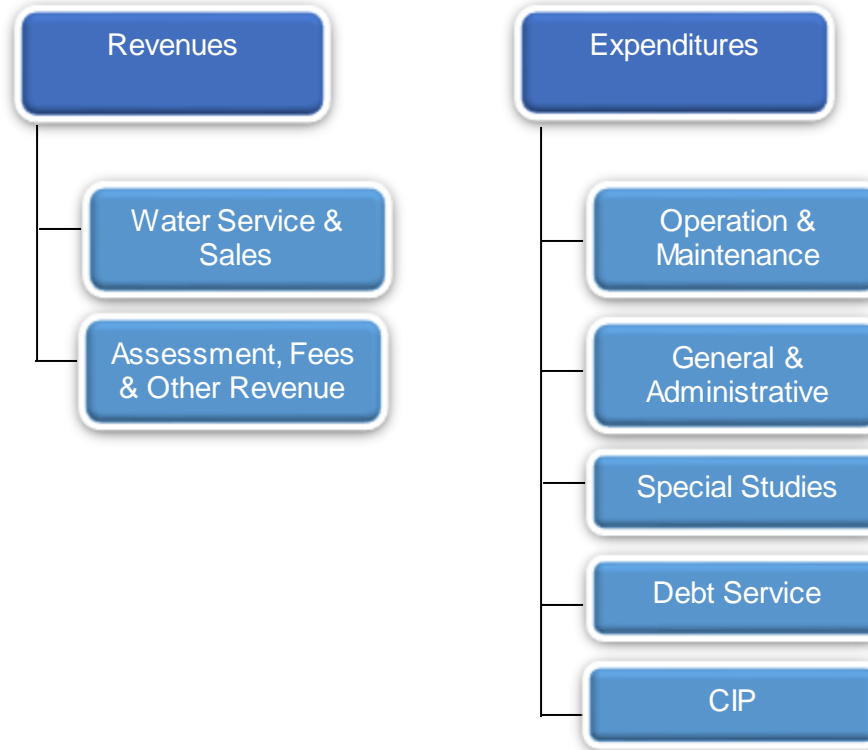 Revenues
Water Service &
Sales
Assessment, Fees
& Other Revenue
Expenditures
Operation &
Maintenance
General &
Administrative
Special Studies
Debt Service
CIP